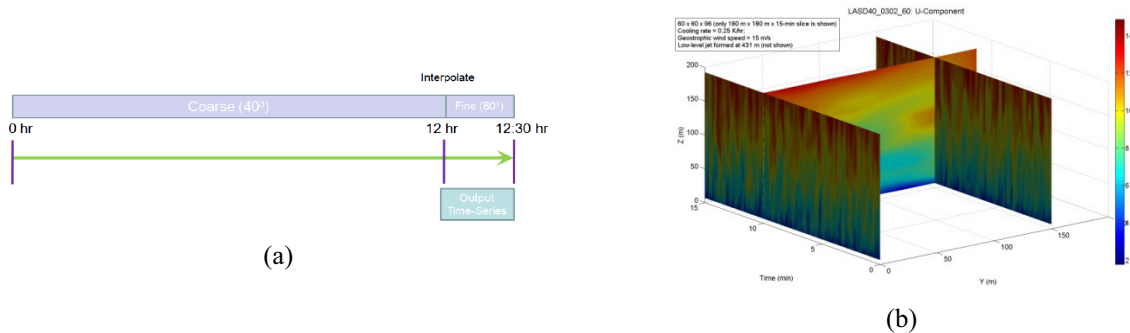 Interpolate
Coarse (40³)
Fine (80³)
0 hr
12 hr
12:30 hr
Output
Time-Series
(a)
LASD40_0302_60: U-Component
60 x 60 x 96 (only 180 m x 180 m x 15-min slice is shown)
Cooling rate = 0.25 K/hr;
Geostrophic wind speed = 15 m/s
Low-level jet formed at 431 m (not shown)
200
150
100
50
0
Z (m)
15
10
5
0
Time (min)
0
50
100
150
Y (m)
2
(b)